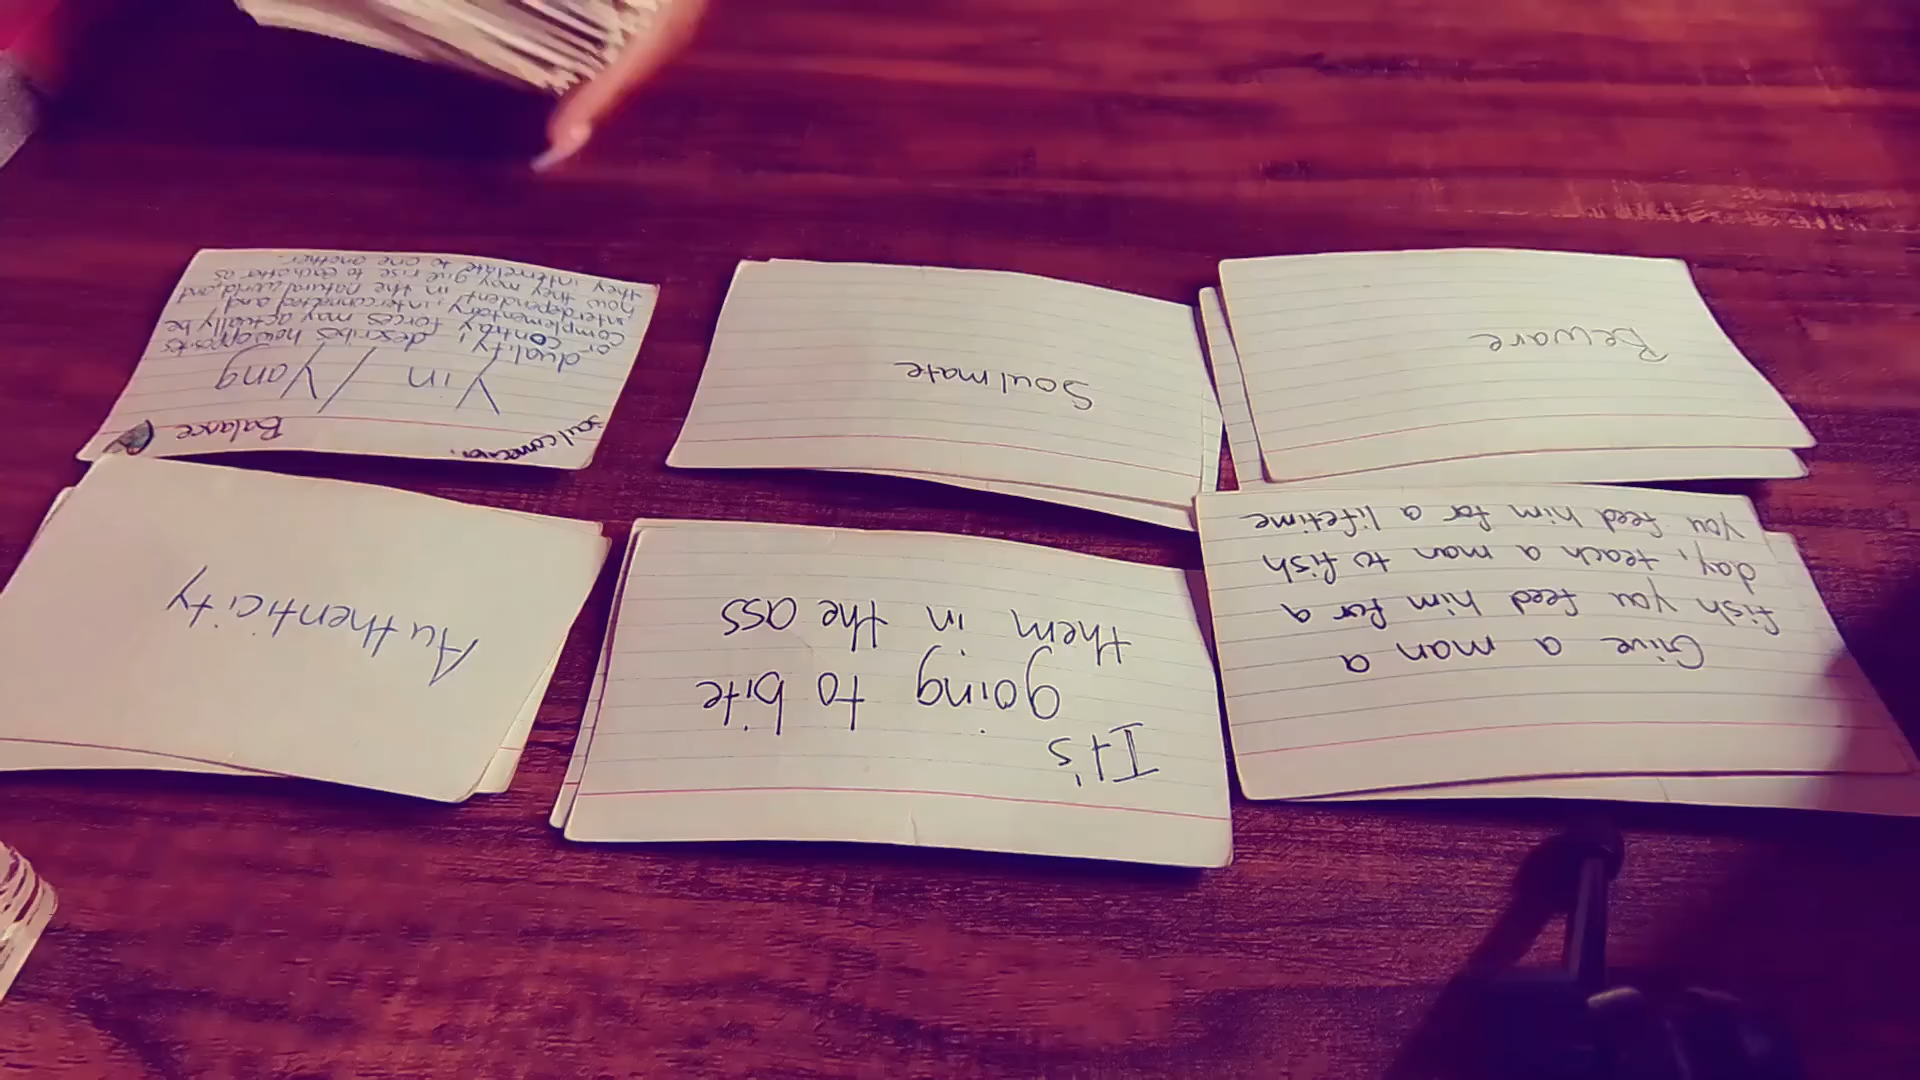 Give a man a
fish you feed him for a
day, teach a man to fish
you feed him for a lifetime
It's
going to bite
them in the ass
Authenticity
Beware
Soulmate
soul connection.
Balance
Yin / Yang
or duality, describes how opposits
contrary forces may actually be
complementary, interconnected and
interdependent in the natural world, and
how they may give rise to each other as
they interrelate to one another.